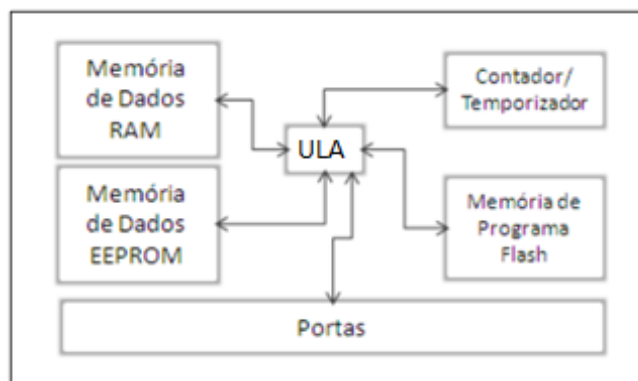 Memória
de Dados
RAM
Contador/
Temporizador
ULA
Memória
de Dados
EEPROM
Memória de
Programa
Flash
Portas